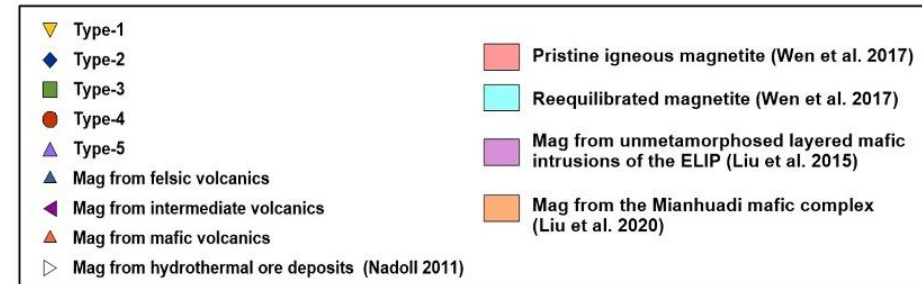 Type-1
Type-2
Type-3
Type-4
Type-5
Mag from felsic volcanics
Mag from intermediate volcanics
Mag from mafic volcanics
Mag from hydrothermal ore deposits (Nadoll 2011)
Pristine igneous magnetite (Wen et al. 2017)
Reequilibrated magnetite (Wen et al. 2017)
Mag from unmetamorphosed layered mafic
intrusions of the ELIP (Liu et al. 2015)
Mag from the Mianhuadi mafic complex
(Liu et al. 2020)